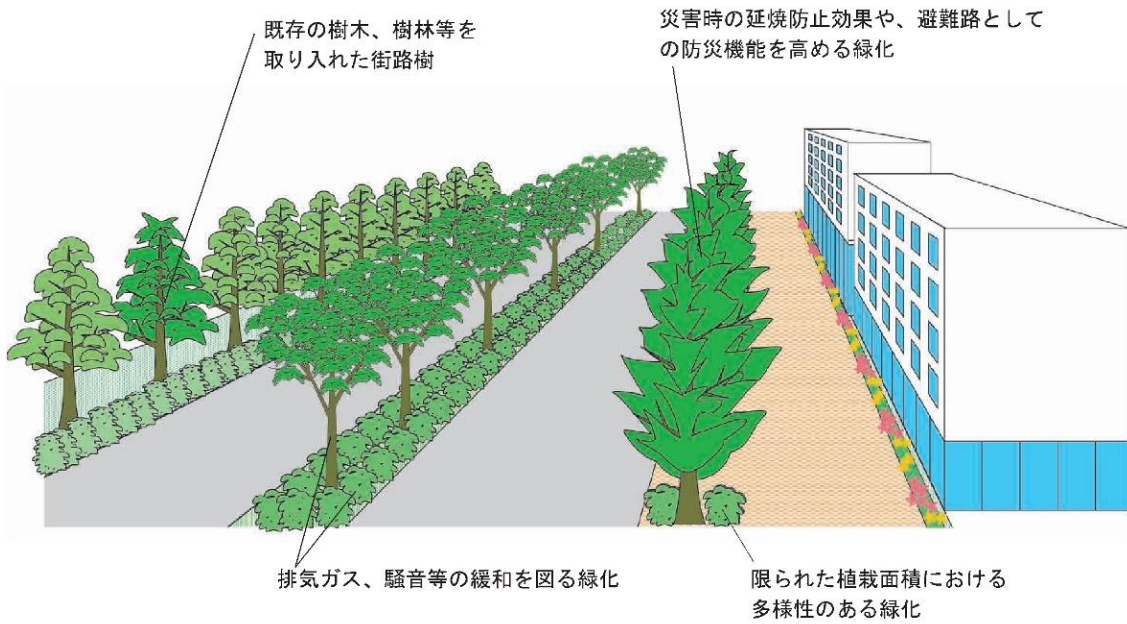 既存の樹木、樹林等を
取り入れた街路樹
災害時の延焼防止効果や、避難路として
の防災機能を高める緑化
排気ガス、騒音等の緩和を図る緑化
限られた植栽面積における
多様性のある緑化